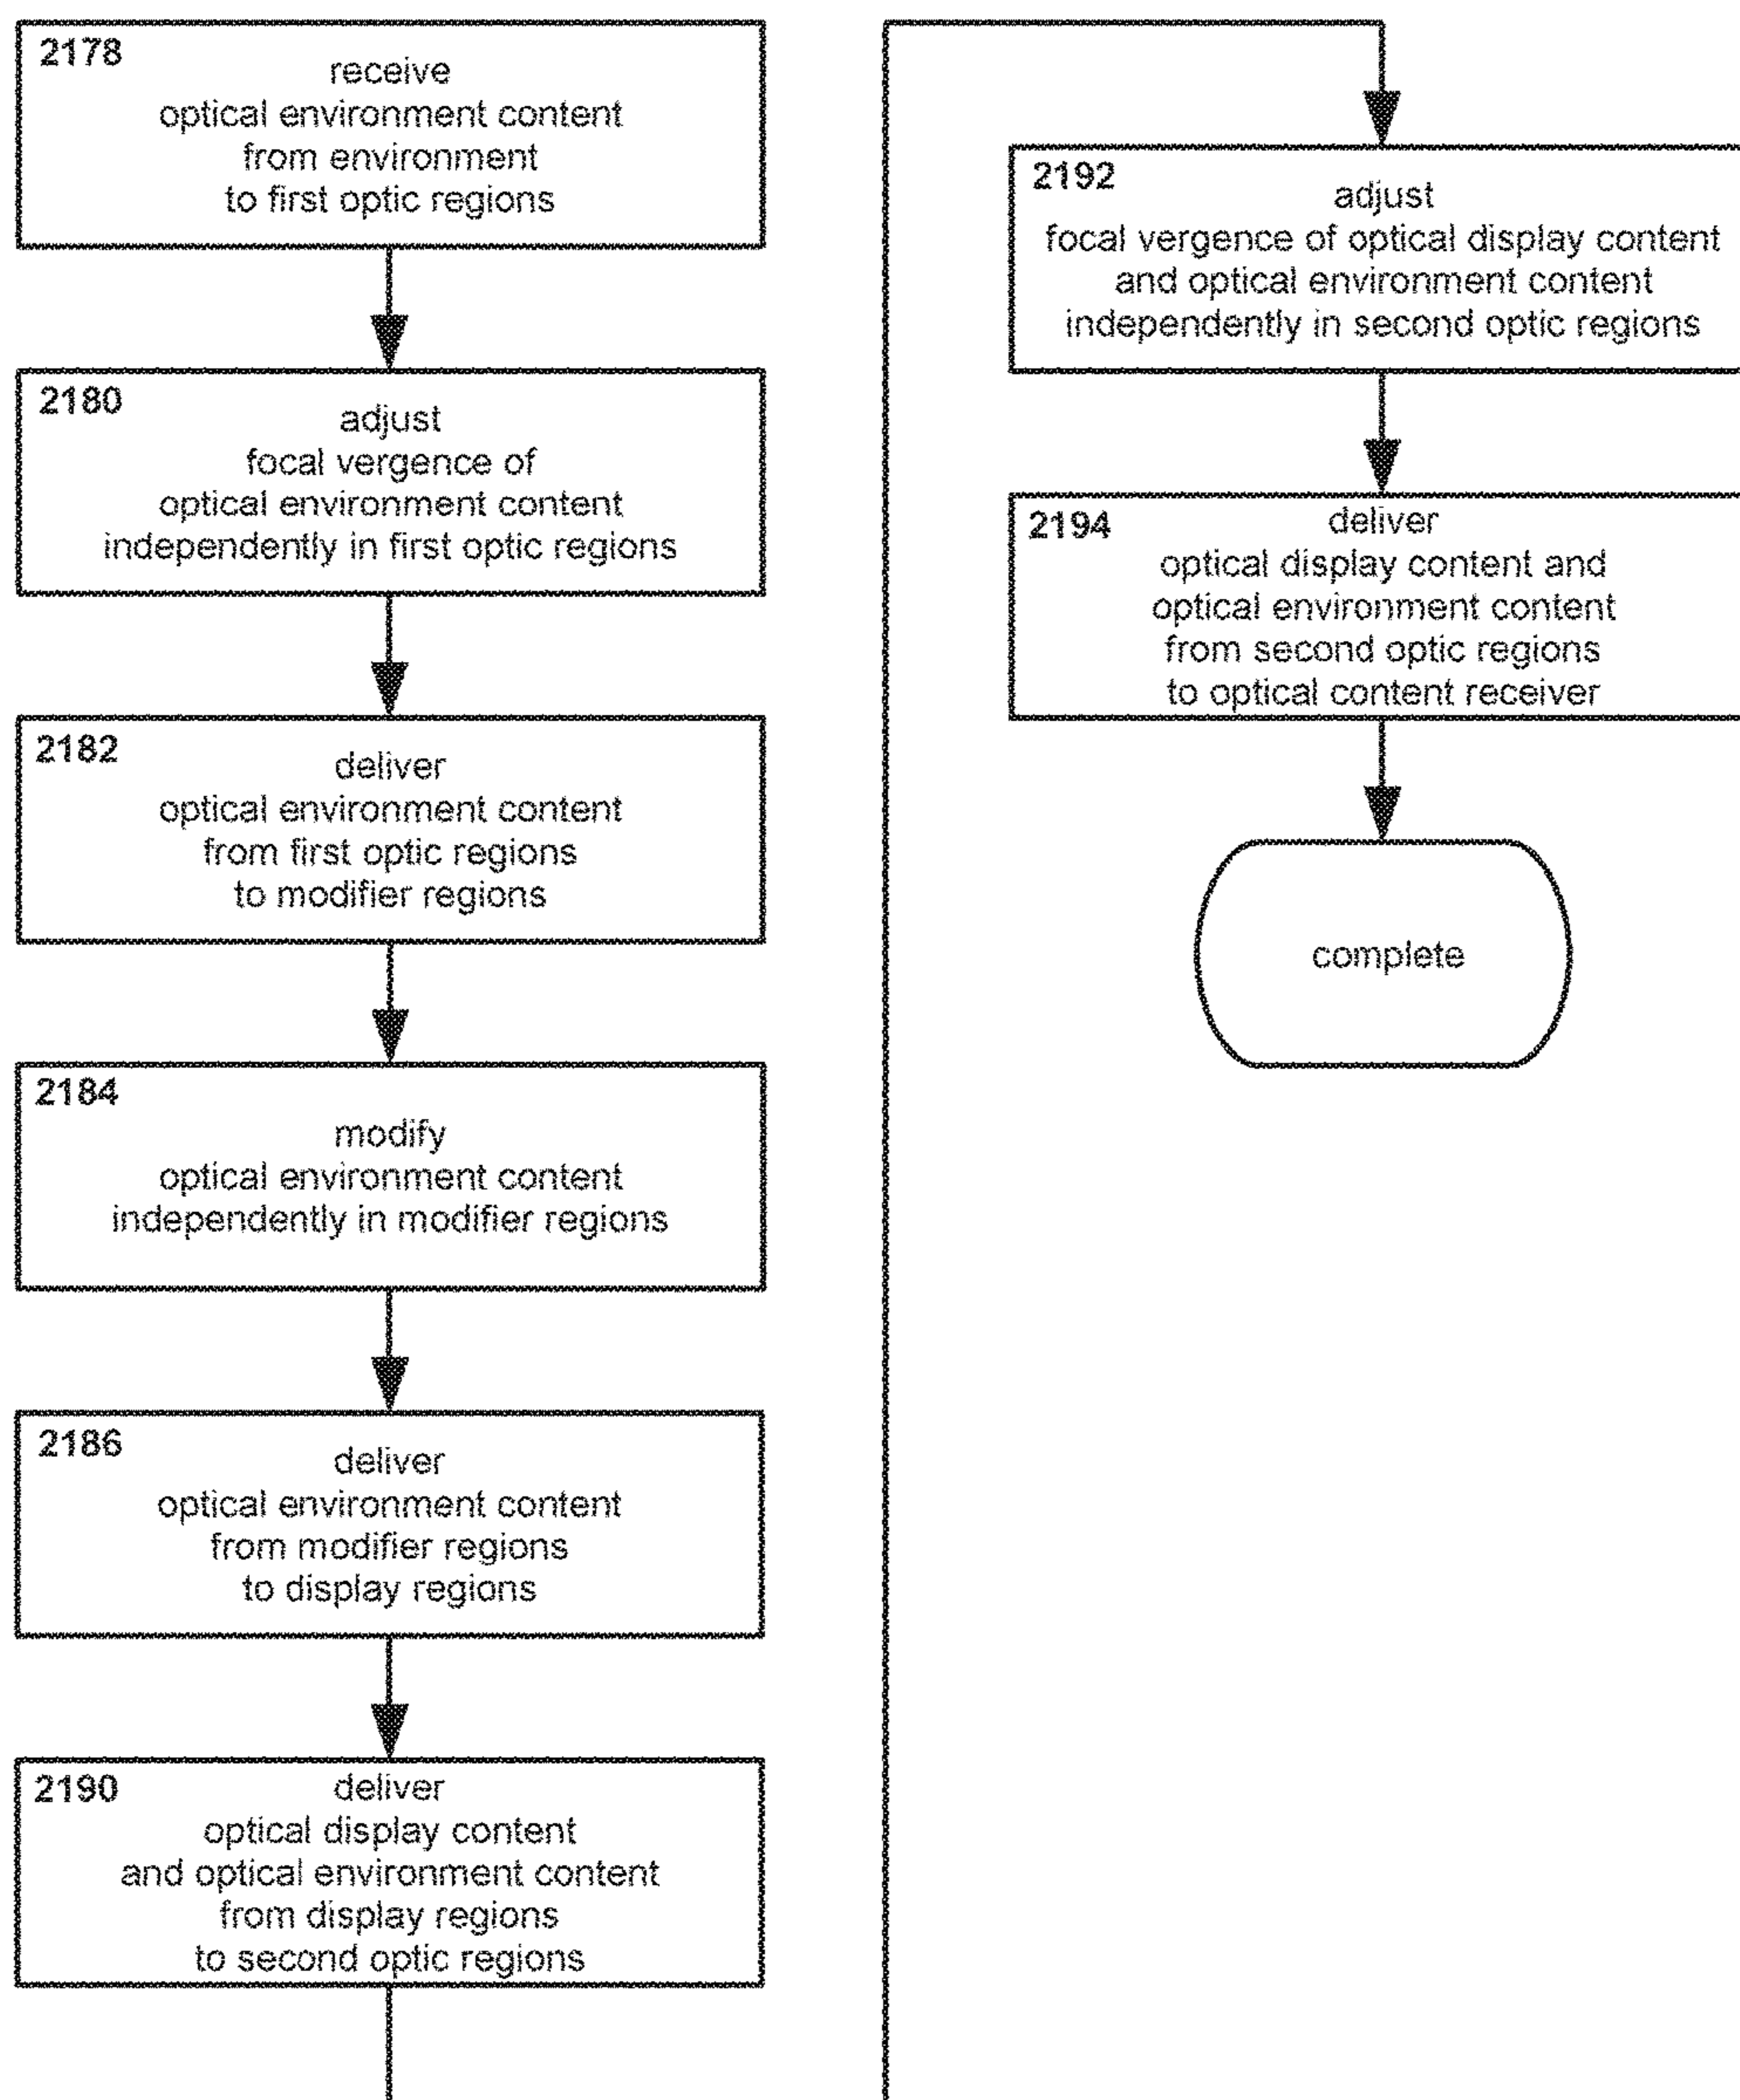 2178
receive
optical environment content
from environment
to first optic regions
2180
adjust
focal vergence of
optical environment content
independently in first optic regions
2182
deliver
optical environment content
from first optic regions
to modifier regions
2184
modify
optical environment content
independently in modifier regions
2186
deliver
optical environment content
from modifier regions
to display regions
2190
deliver
optical display content
and optical environment content
from display regions
to second optic regions
2192
adjust
focal vergence of optical display content
and optical environment content
independently in second optic regions
2194
deliver
optical display content and
optical environment content
from second optic regions
to optical content receiver
complete